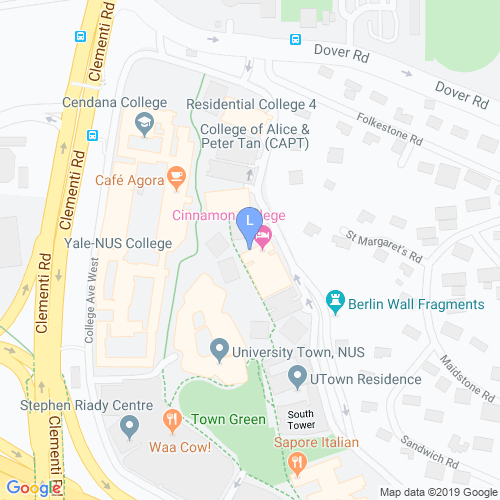 Dover Rd
Dover Rd
Clementi Rd
Cendana College
Residential College 4
College of Alice &
Peter Tan (CAPT)
Folkestone Rd
Café Agora
Clementi Rd
L
Cinnamon College
St Margaret's Rd
Yale-NUS College
College Ave West
Clementi Rd
Berlin Wall Fragments
University Town, NUS
Maidstone Rd
UTown Residence
Stephen Riady Centre
Town Green
South
Tower
Waa Cow!
Sapore Italian
Sandwich Rd
Clementi Rd
Google
Map data ©2019 Google